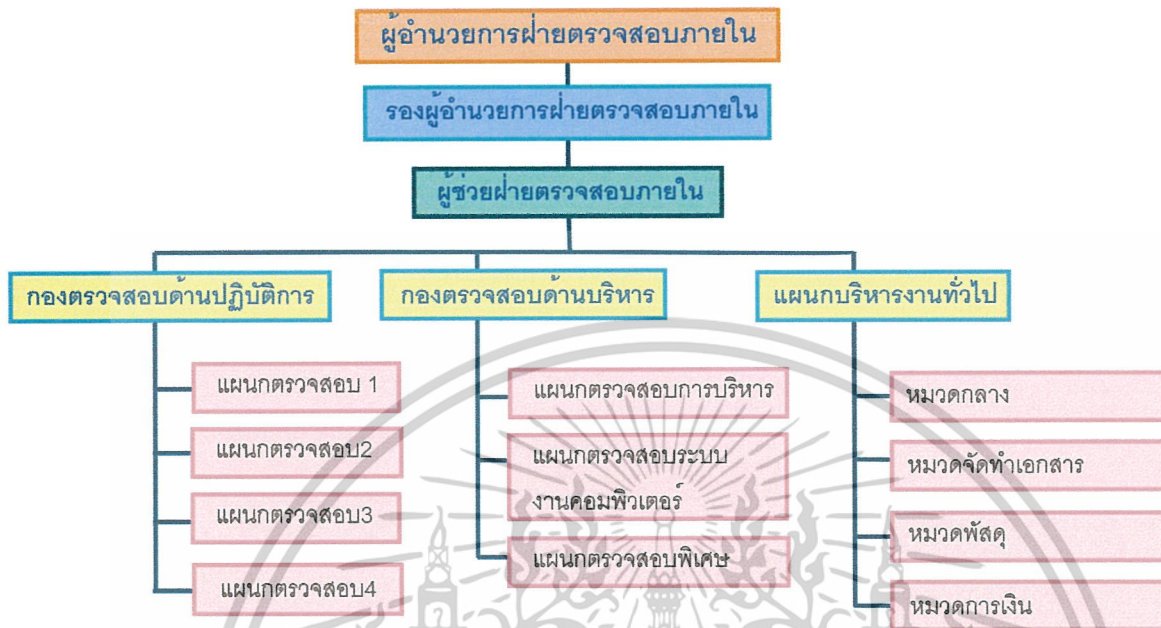 ผู้อำนวยการฝ่ายตรวจสอบภายใน
รองผู้อำนวยการฝ่ายตรวจสอบภายใน
ผู้ช่วยฝ่ายตรวจสอบภายใน
กองตรวจสอบด้านปฏิบัติการ
แผนกตรวจสอบ 1
แผนกตรวจสอบ2
แผนกตรวจสอบ3
แผนกตรวจสอบ4
กองตรวจสอบด้านบริหาร
แผนกตรวจสอบการบริหาร
แผนกตรวจสอบระบบ
งานคอมพิวเตอร์
แผนกตรวจสอบพิเศษ
แผนกบริหารงานทั่วไป
หมวดกลาง
หมวดจัดทำเอกสาร
หมวดพัสดุ
หมวดการเงิน